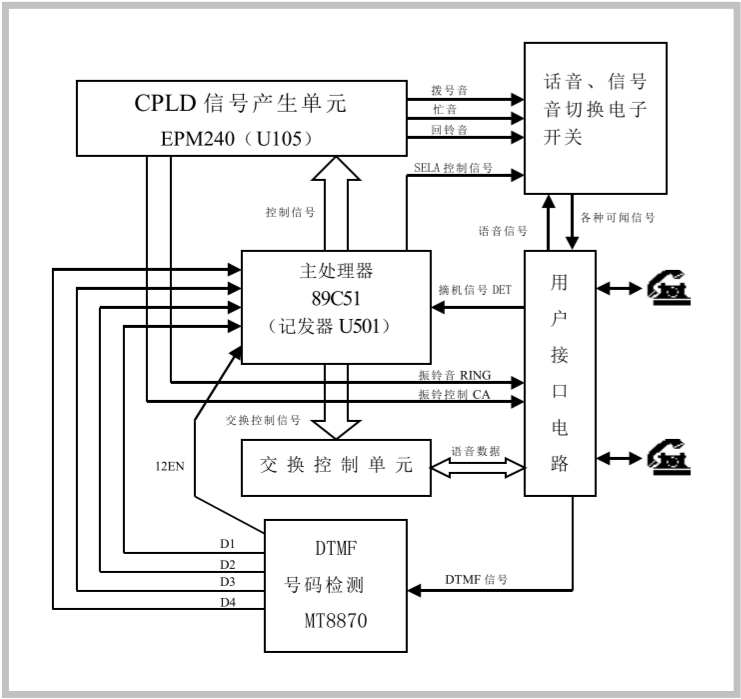 CPLD 信号产生单元
EPM240（U105）
拨号音
忙音
回铃音
话音、信号
音切换电子
开关
SELA 控制信号
控制信号
语音信号
各种可闻信号
主处理器
89C51
（记发器 U501）
摘机信号 DET
用
户
接
口
电
路
振铃音 RING
振铃控制 CA
交换控制信号
交换控制单元
语音数据
12EN
DTMF
号码检测
MT8870
D1
D2
D3
D4
DTMF 信号